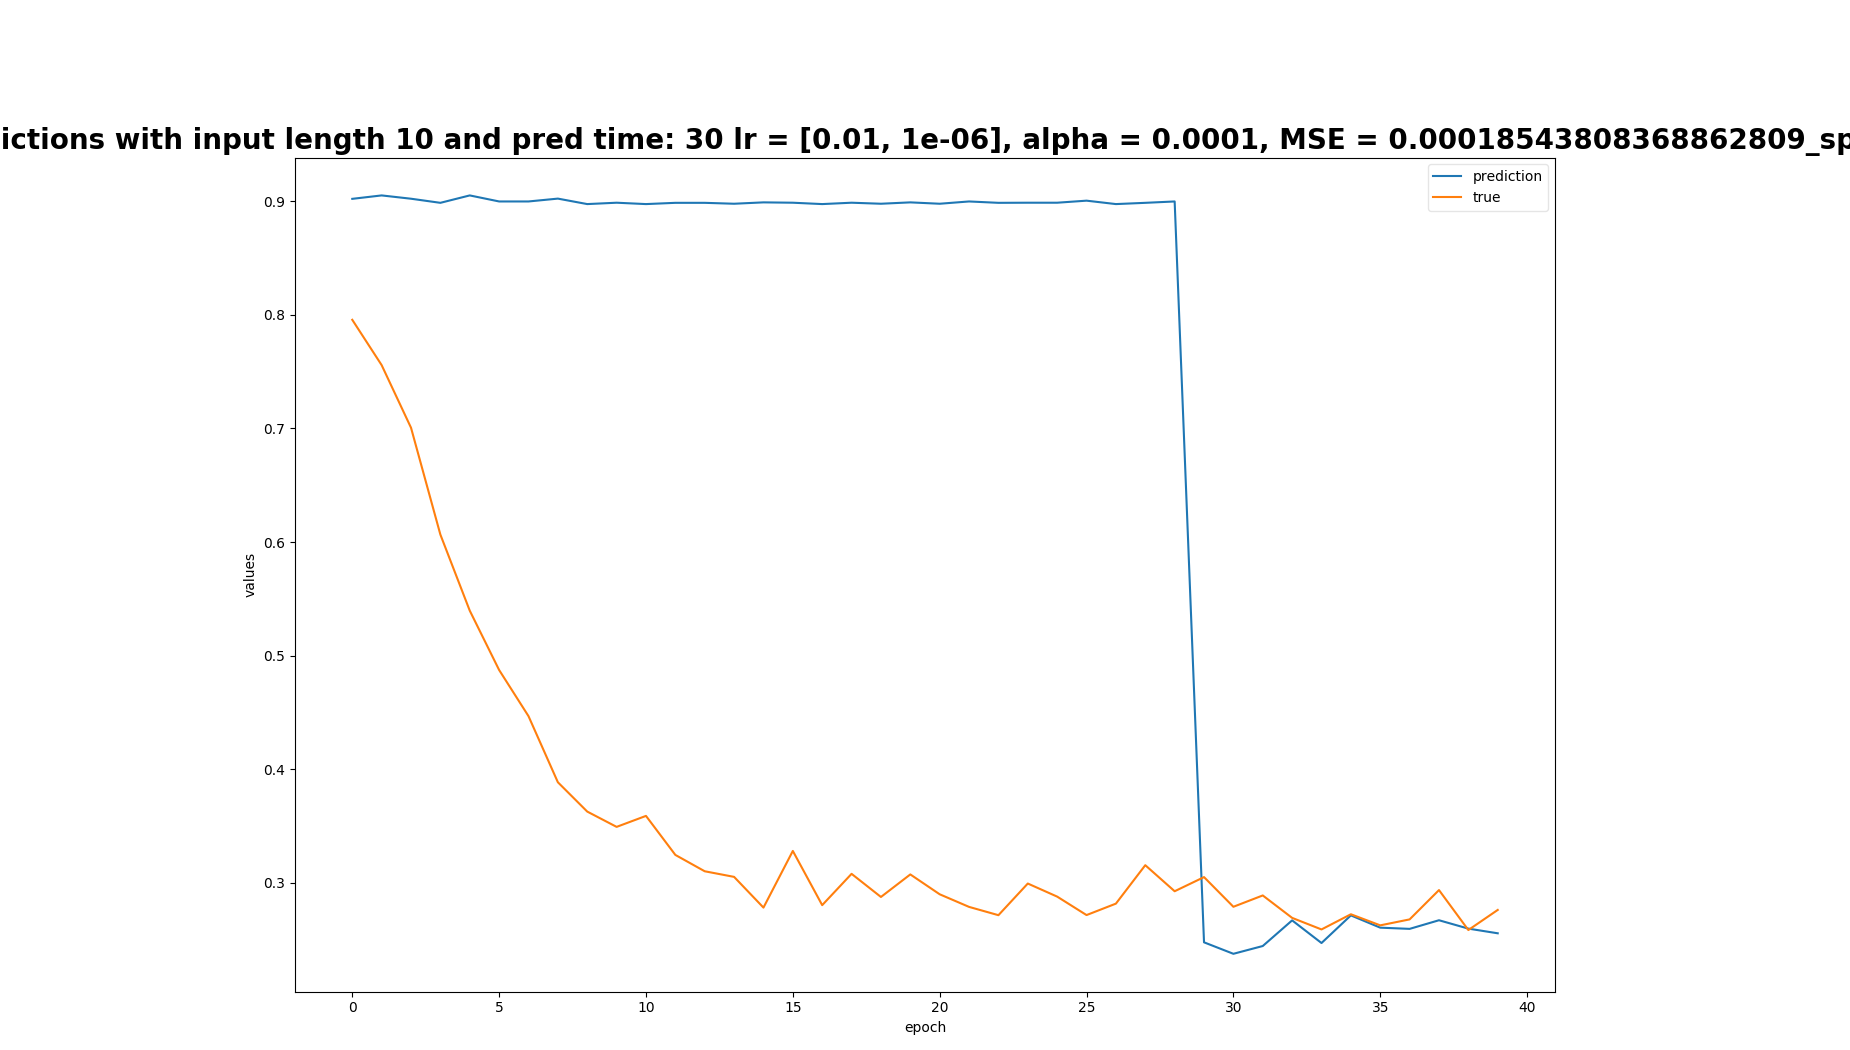 ictions with input length 10 and pred time: 30 lr = [0.01, 1e-06], alpha = 0.0001, MSE = 0.00018543808368862809_sp
prediction
true
0.9
0.8
0.7
0.6
0.5
0.4
0.3
values
0 5 10 15 20 25 30 35 40
epoch